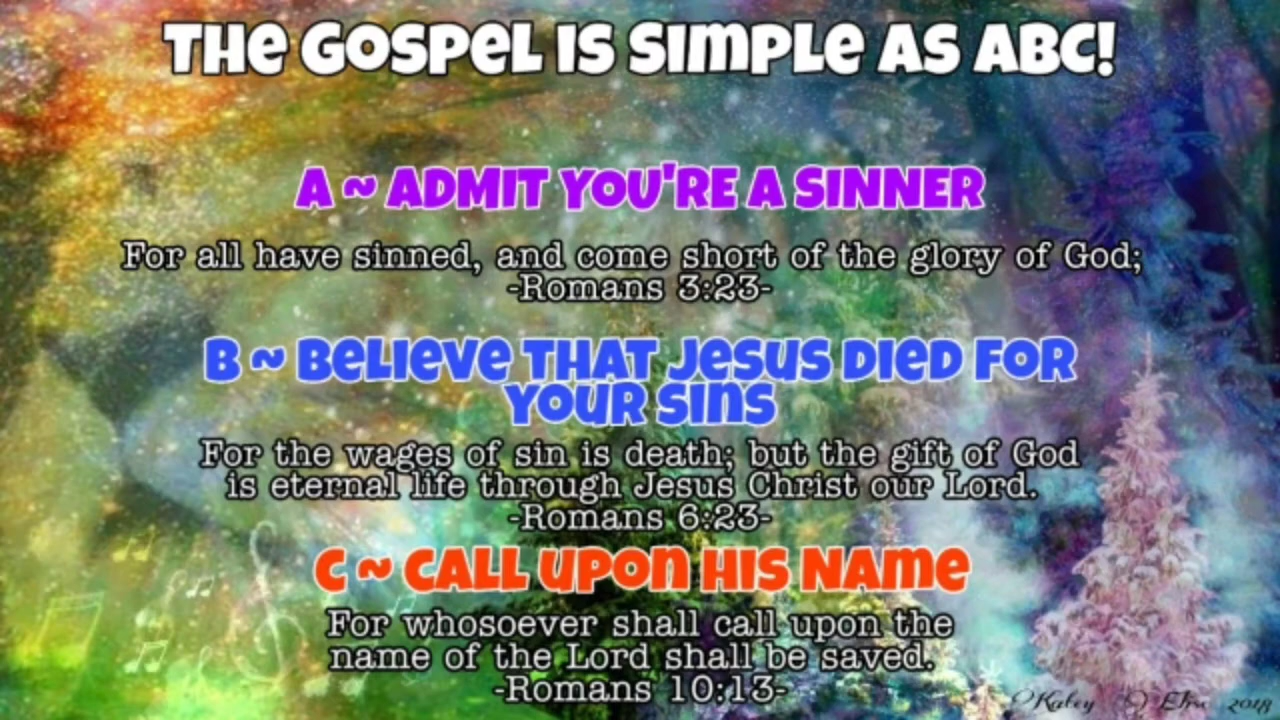 THE GOSPEL IS SIMPLE AS ABC!
A ~ ADMIT YOU'RE A SINNER
For all have sinned, and come short of the glory of God;
-Romans 3:23-
B ~ BELIEVE THAT JESUS DIED FOR
YOUR SINS
For the wages of sin is death; but the gift of God
is eternal life through Jesus Christ our Lord.
-Romans 6:23-
C ~ CALL UPON HIS NAME
For whosoever shall call upon the
name of the Lord shall be saved.
-Romans 10:13-
Katey Elise 2018